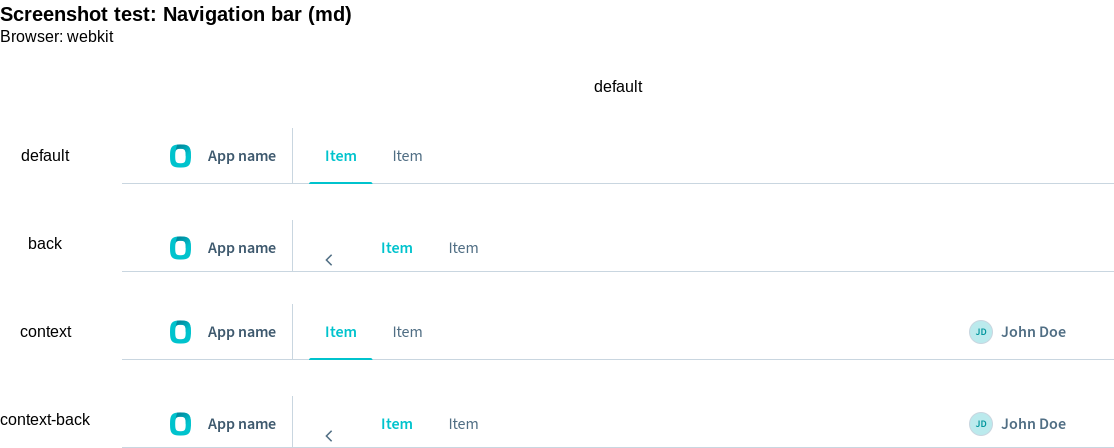 Screenshot test: Navigation bar (md)
Browser: webkit
default
default App name Item Item
back App name Item Item
context App name Item Item JD John Doe
context-back App name Item Item JD John Doe